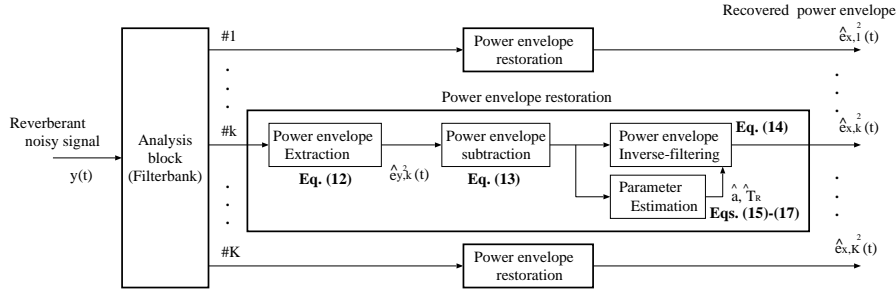 Recovered power envelope
#1
Power envelope
restoration
ê²x,1(t)
Power envelope restoration
Reverberant
noisy signal
y(t)
Analysis
block
(Filterbank)
#k
Power envelope
Extraction
Eq. (12)
ê²y,k(t)
Power envelope
subtraction
Eq. (13)
Power envelope
Inverse-filtering
Eq. (14)
ê²x,k(t)
Parameter
Estimation
â, T̂R
Eqs. (15)-(17)
#K
Power envelope
restoration
ê²x,K(t)